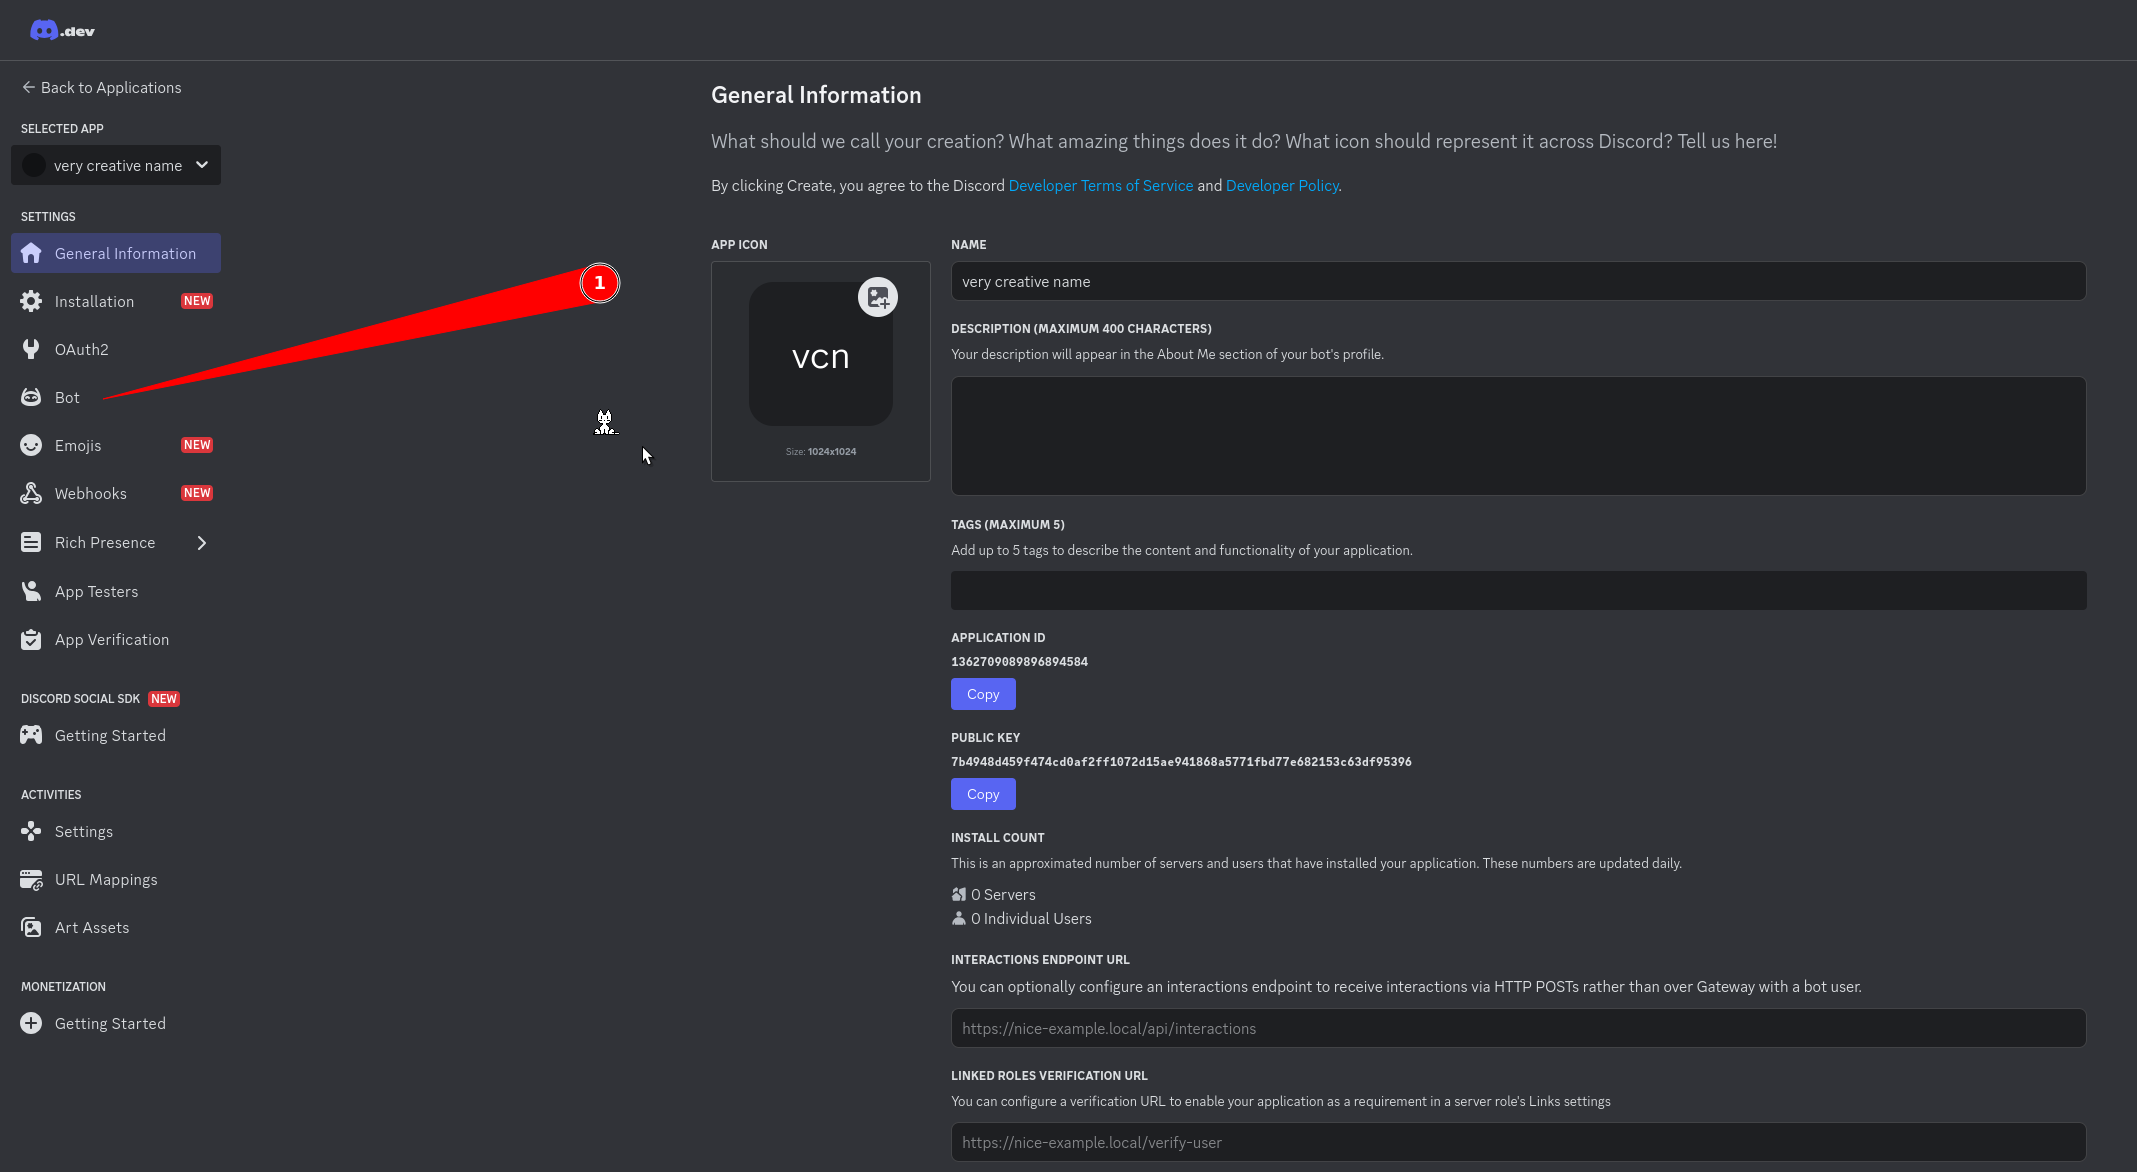 .dev
Back to Applications
SELECTED APP
very creative name
SETTINGS
General Information
Installation NEW
OAuth2
Bot
Emojis NEW
Webhooks NEW
Rich Presence
App Testers
App Verification
DISCORD SOCIAL SDK NEW
Getting Started
ACTIVITIES
Settings
URL Mappings
Art Assets
MONETIZATION
Getting Started
1
General Information
What should we call your creation? What amazing things does it do? What icon should represent it across Discord? Tell us here!
By clicking Create, you agree to the Discord Developer Terms of Service and Developer Policy.
APP ICON
vcn
Size: 1024x1024
NAME
very creative name
DESCRIPTION (MAXIMUM 400 CHARACTERS)
Your description will appear in the About Me section of your bot's profile.
TAGS (MAXIMUM 5)
Add up to 5 tags to describe the content and functionality of your application.
APPLICATION ID
1362709089896894584
Copy
PUBLIC KEY
7b4948d459f474cd0af2ff1072d15ae941868a5771fbd77e682153c63df95396
Copy
INSTALL COUNT
This is an approximated number of servers and users that have installed your application. These numbers are updated daily.
0 Servers
0 Individual Users
INTERACTIONS ENDPOINT URL
You can optionally configure an interactions endpoint to receive interactions via HTTP POSTs rather than over Gateway with a bot user.
https://nice-example.local/api/interactions
LINKED ROLES VERIFICATION URL
You can configure a verification URL to enable your application as a requirement in a server role's Links settings
https://nice-example.local/verify-user